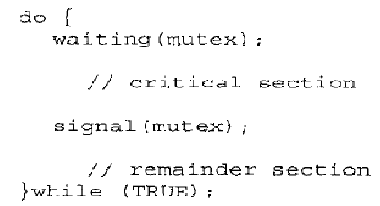 do {
waiting(mutex);
// critical section
signal(mutex);
// remainder section
}while (TRUE);